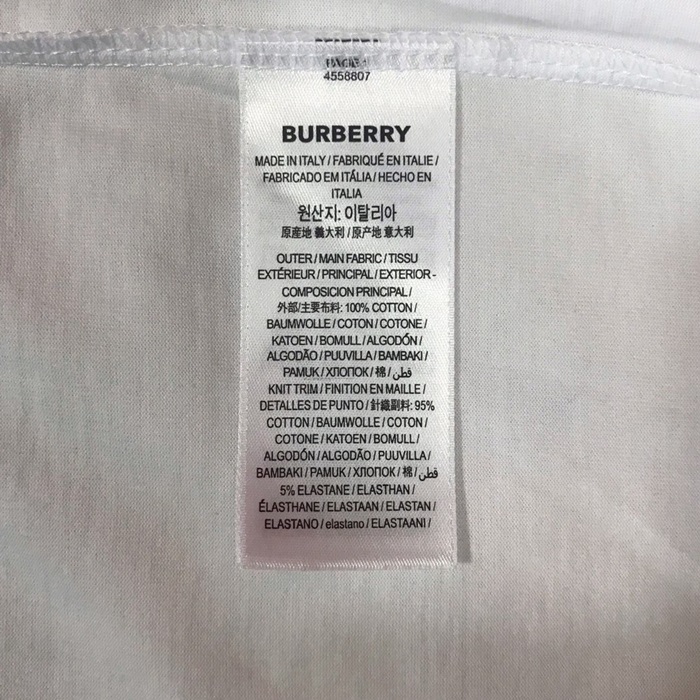 4558807
BURBERRY
MADE IN ITALY / FABRIQUÉ EN ITALIE /
FABRICADO EM ITÁLIA / HECHO EN
ITALIA
원산지: 이탈리아
原産地 義大利 / 原产地 意大利
OUTER / MAIN FABRIC / TISSU
EXTÉRIEUR / PRINCIPAL / EXTERIOR -
COMPOSICION PRINCIPAL /
外部/主要布料: 100% COTTON /
BAUMWOLLE / COTON / COTONE /
KATOEN / BOMULL / ALGODÓN /
ALGODÃO / PUUVILLA / BAMBAKI /
PAMUK / ХЛОПОК / 棉 / قطن
KNIT TRIM / FINITION EN MAILLE /
DETALLES DE PUNTO / 針織副料: 95%
COTTON / BAUMWOLLE / COTON /
COTONE / KATOEN / BOMULL /
ALGODÓN / ALGODÃO / PUUVILLA /
BAMBAKI / PAMUK / ХЛОПОК / 棉 / قطن
5% ELASTANE / ELASTHAN /
ÉLASTHANE / ELASTAAN / ELASTAN /
ELASTANO / elastano / ELASTAANI /